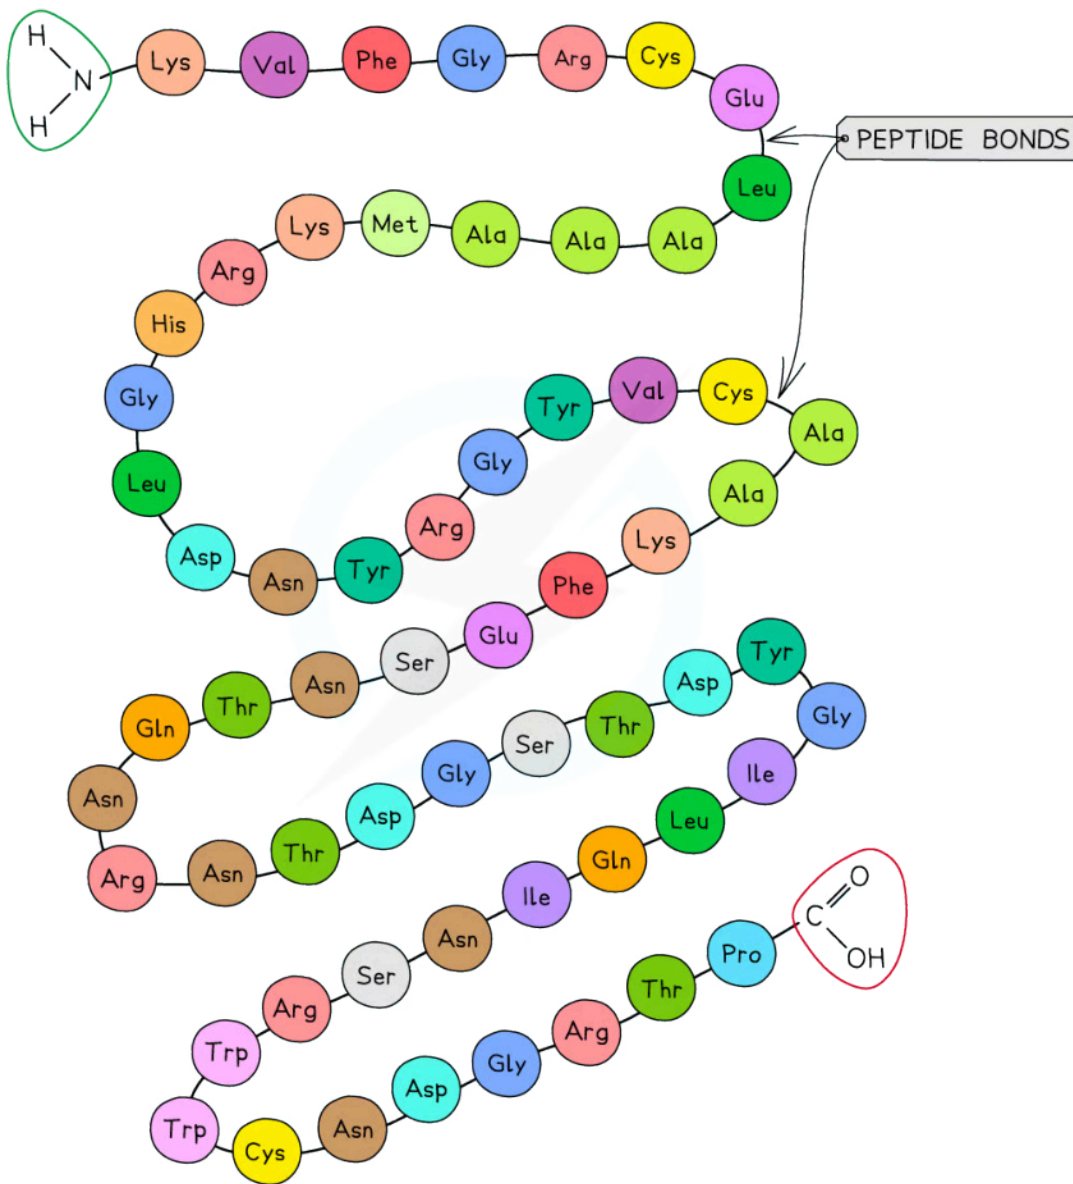 H
N
H
Lys
Val
Phe
Gly
Arg
Cys
Glu
PEPTIDE BONDS
Leu
Ala
Ala
Ala
Met
Lys
Arg
His
Gly
Leu
Asp
Asn
Tyr
Arg
Gly
Tyr
Val
Cys
Ala
Ala
Lys
Phe
Glu
Ser
Asn
Thr
Gln
Asn
Arg
Asn
Thr
Asp
Gly
Ser
Thr
Asp
Tyr
Gly
Ile
Leu
Gln
Ile
Asn
Ser
Arg
Trp
Trp
Cys
Asn
Asp
Gly
Arg
Thr
Pro
C
O
OH